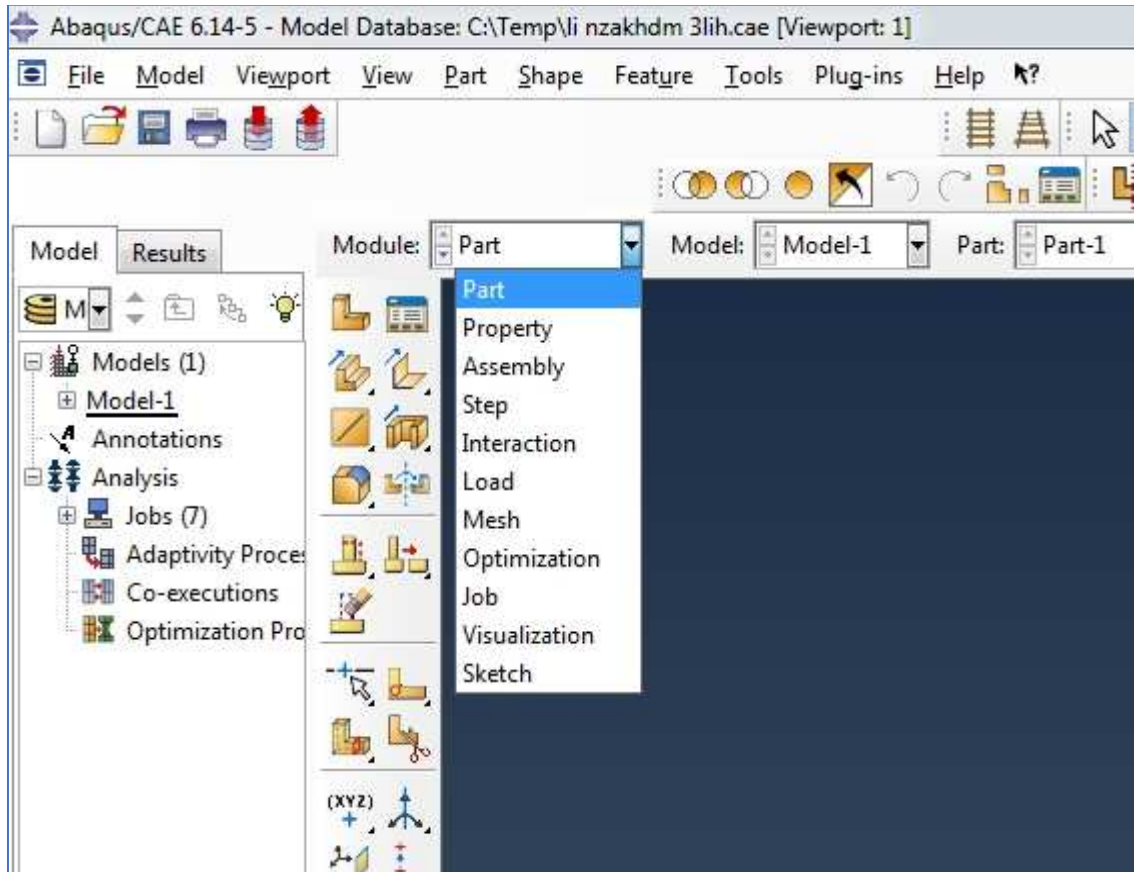 Abaqus/CAE 6.14-5 - Model Database: C:\Temp\li nzakhdm 3lih.cae [Viewport: 1]
File Model Viewport View Part Shape Feature Tools Plug-ins Help ?
Model Results
Module: Part Model: Model-1 Part: Part-1
M
Part
Property
Assembly
Step
Interaction
Load
Mesh
Optimization
Job
Visualization
Sketch
Models (1)
Model-1
Annotations
Analysis
Jobs (7)
Adaptivity Proce
Co-executions
Optimization Pro
(XYZ)